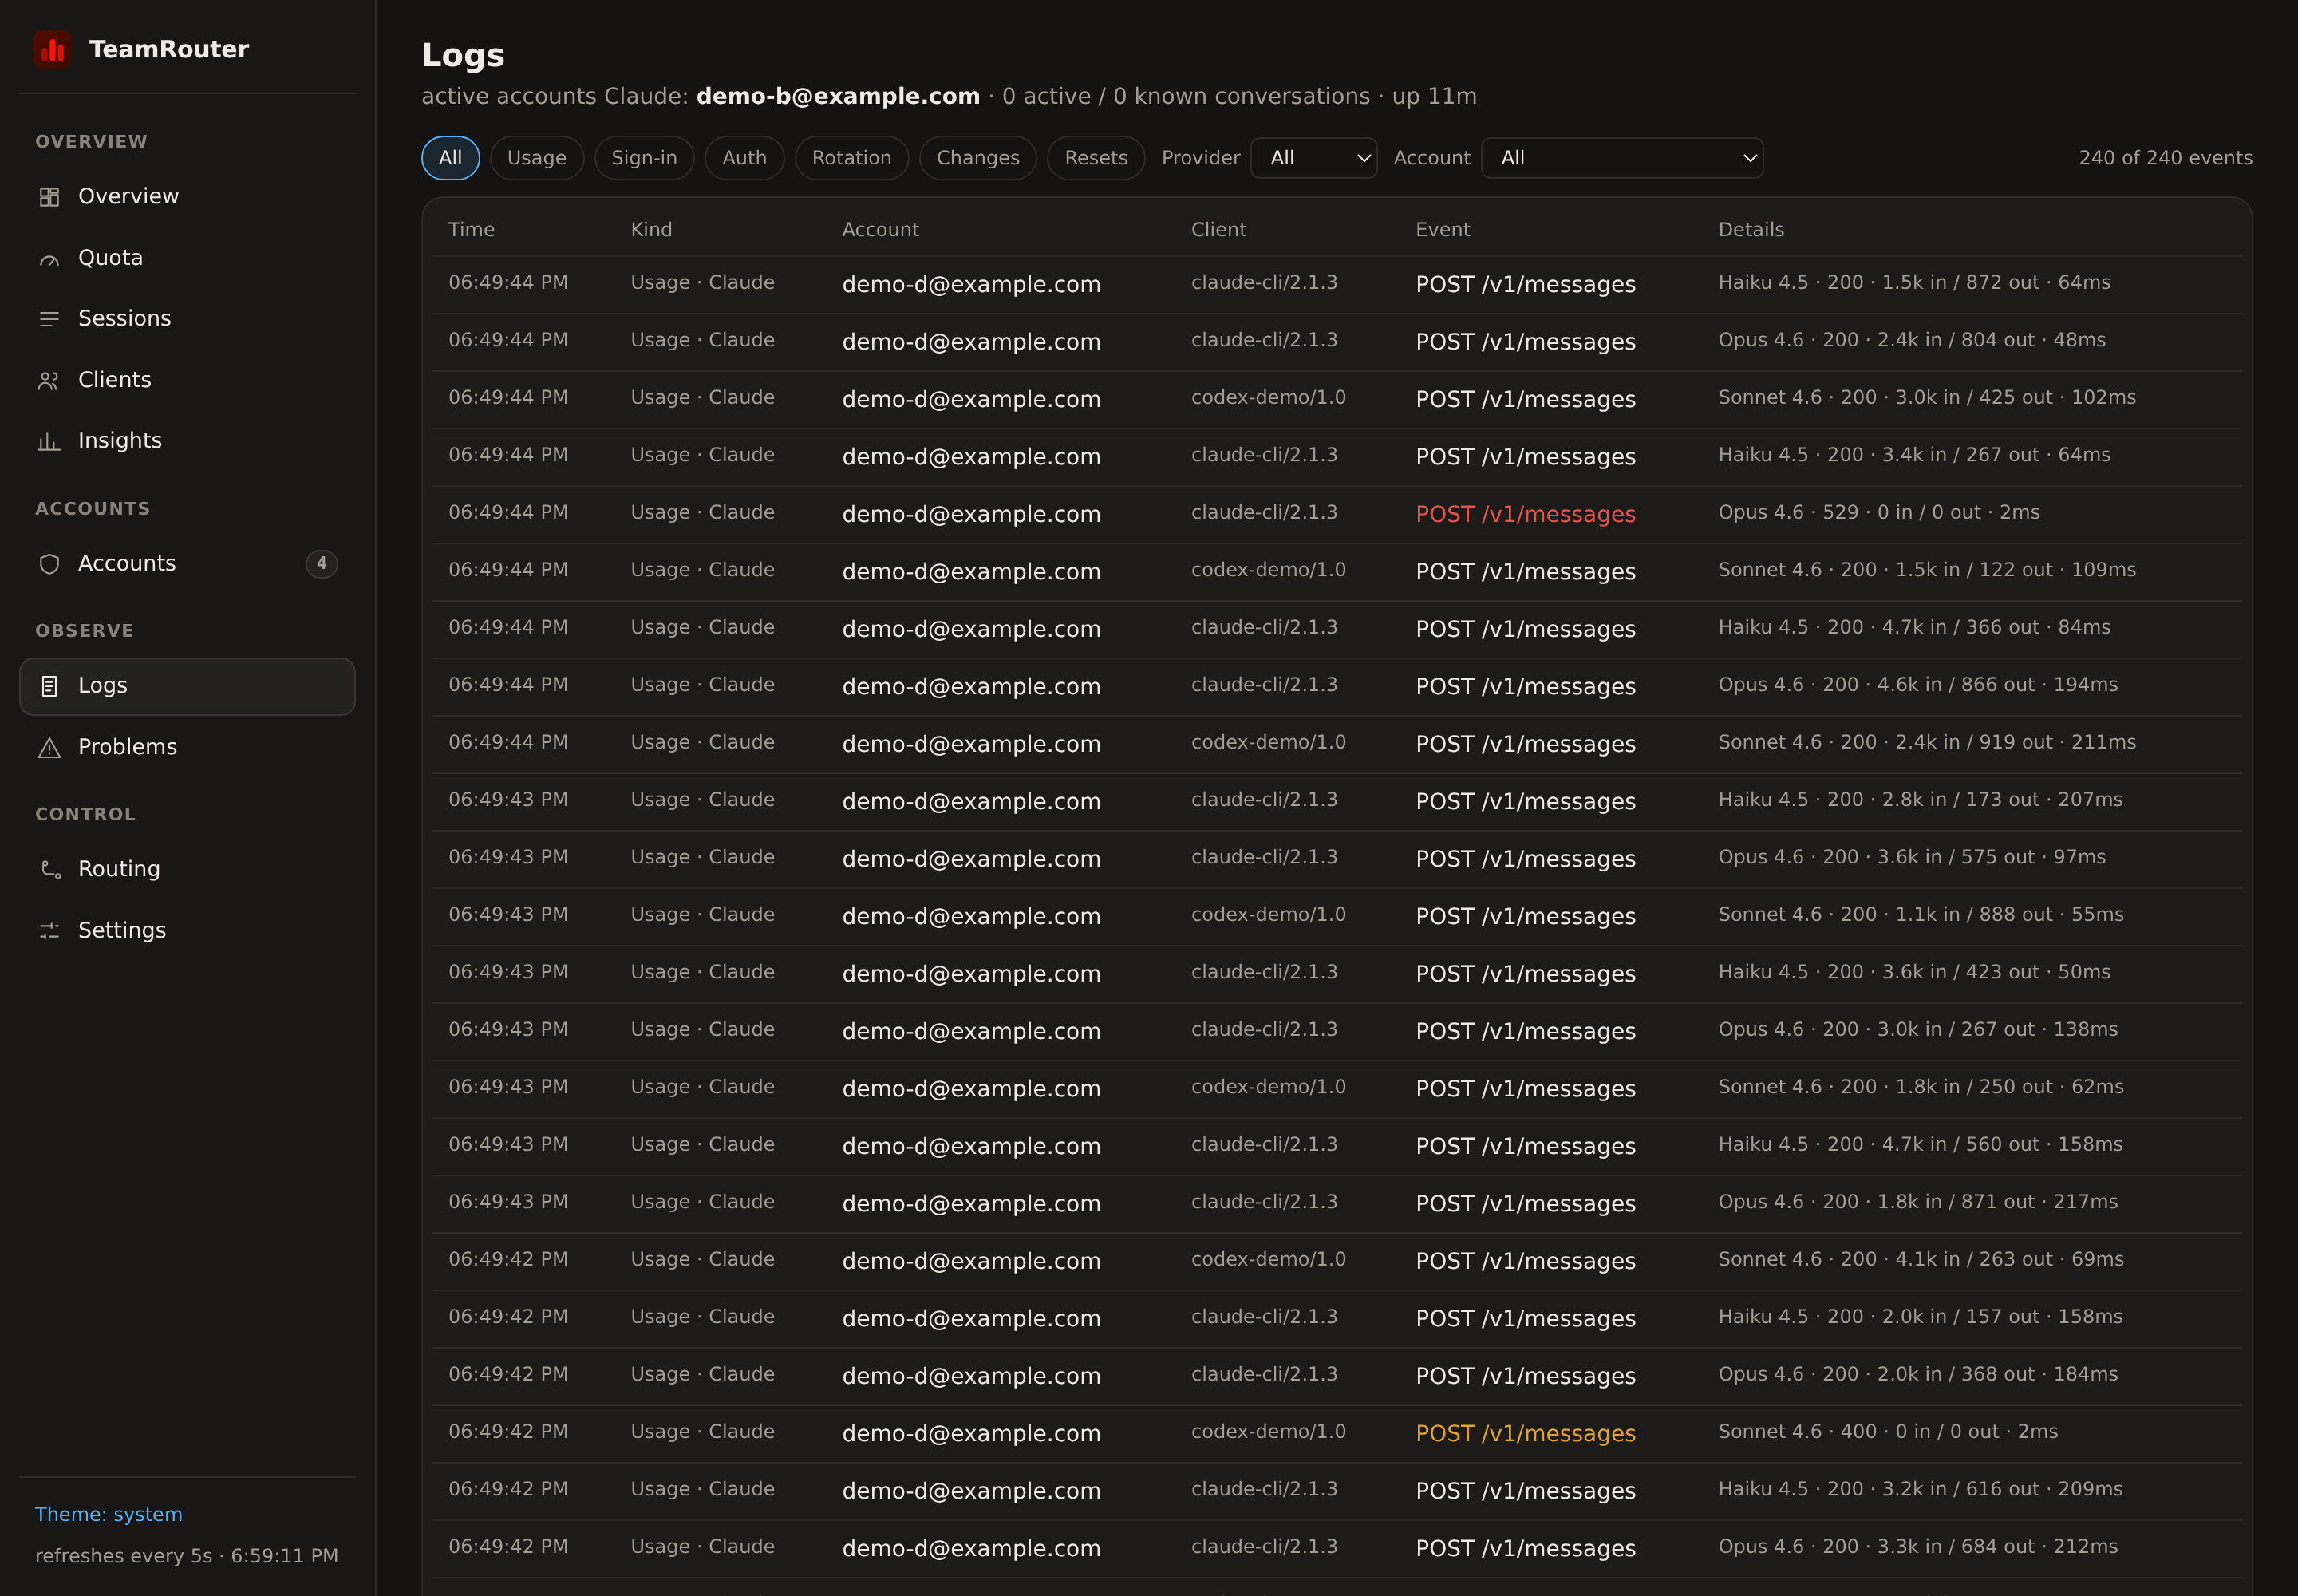 TeamRouter
OVERVIEW
Overview
Quota
Sessions
Clients
Insights
ACCOUNTS
Accounts 4
OBSERVE
Logs
Problems
CONTROL
Routing
Settings
Theme: system
refreshes every 5s · 6:59:11 PM
Logs
active accounts Claude: demo-b@example.com · 0 active / 0 known conversations · up 11m
All Usage Sign-in Auth Rotation Changes Resets Provider All Account All 240 of 240 events
Time Kind Account Client Event Details
06:49:44 PM Usage · Claude demo-d@example.com claude-cli/2.1.3 POST /v1/messages Haiku 4.5 · 200 · 1.5k in / 872 out · 64ms
06:49:44 PM Usage · Claude demo-d@example.com claude-cli/2.1.3 POST /v1/messages Opus 4.6 · 200 · 2.4k in / 804 out · 48ms
06:49:44 PM Usage · Claude demo-d@example.com codex-demo/1.0 POST /v1/messages Sonnet 4.6 · 200 · 3.0k in / 425 out · 102ms
06:49:44 PM Usage · Claude demo-d@example.com claude-cli/2.1.3 POST /v1/messages Haiku 4.5 · 200 · 3.4k in / 267 out · 64ms
06:49:44 PM Usage · Claude demo-d@example.com claude-cli/2.1.3 POST /v1/messages Opus 4.6 · 529 · 0 in / 0 out · 2ms
06:49:44 PM Usage · Claude demo-d@example.com codex-demo/1.0 POST /v1/messages Sonnet 4.6 · 200 · 1.5k in / 122 out · 109ms
06:49:44 PM Usage · Claude demo-d@example.com claude-cli/2.1.3 POST /v1/messages Haiku 4.5 · 200 · 4.7k in / 366 out · 84ms
06:49:44 PM Usage · Claude demo-d@example.com claude-cli/2.1.3 POST /v1/messages Opus 4.6 · 200 · 4.6k in / 866 out · 194ms
06:49:44 PM Usage · Claude demo-d@example.com codex-demo/1.0 POST /v1/messages Sonnet 4.6 · 200 · 2.4k in / 919 out · 211ms
06:49:43 PM Usage · Claude demo-d@example.com claude-cli/2.1.3 POST /v1/messages Haiku 4.5 · 200 · 2.8k in / 173 out · 207ms
06:49:43 PM Usage · Claude demo-d@example.com claude-cli/2.1.3 POST /v1/messages Opus 4.6 · 200 · 3.6k in / 575 out · 97ms
06:49:43 PM Usage · Claude demo-d@example.com codex-demo/1.0 POST /v1/messages Sonnet 4.6 · 200 · 1.1k in / 888 out · 55ms
06:49:43 PM Usage · Claude demo-d@example.com claude-cli/2.1.3 POST /v1/messages Haiku 4.5 · 200 · 3.6k in / 423 out · 50ms
06:49:43 PM Usage · Claude demo-d@example.com claude-cli/2.1.3 POST /v1/messages Opus 4.6 · 200 · 3.0k in / 267 out · 138ms
06:49:43 PM Usage · Claude demo-d@example.com codex-demo/1.0 POST /v1/messages Sonnet 4.6 · 200 · 1.8k in / 250 out · 62ms
06:49:43 PM Usage · Claude demo-d@example.com claude-cli/2.1.3 POST /v1/messages Haiku 4.5 · 200 · 4.7k in / 560 out · 158ms
06:49:43 PM Usage · Claude demo-d@example.com claude-cli/2.1.3 POST /v1/messages Opus 4.6 · 200 · 1.8k in / 871 out · 217ms
06:49:42 PM Usage · Claude demo-d@example.com codex-demo/1.0 POST /v1/messages Sonnet 4.6 · 200 · 4.1k in / 263 out · 69ms
06:49:42 PM Usage · Claude demo-d@example.com claude-cli/2.1.3 POST /v1/messages Haiku 4.5 · 200 · 2.0k in / 157 out · 158ms
06:49:42 PM Usage · Claude demo-d@example.com claude-cli/2.1.3 POST /v1/messages Opus 4.6 · 200 · 2.0k in / 368 out · 184ms
06:49:42 PM Usage · Claude demo-d@example.com codex-demo/1.0 POST /v1/messages Sonnet 4.6 · 400 · 0 in / 0 out · 2ms
06:49:42 PM Usage · Claude demo-d@example.com claude-cli/2.1.3 POST /v1/messages Haiku 4.5 · 200 · 3.2k in / 616 out · 209ms
06:49:42 PM Usage · Claude demo-d@example.com claude-cli/2.1.3 POST /v1/messages Opus 4.6 · 200 · 3.3k in / 684 out · 212ms